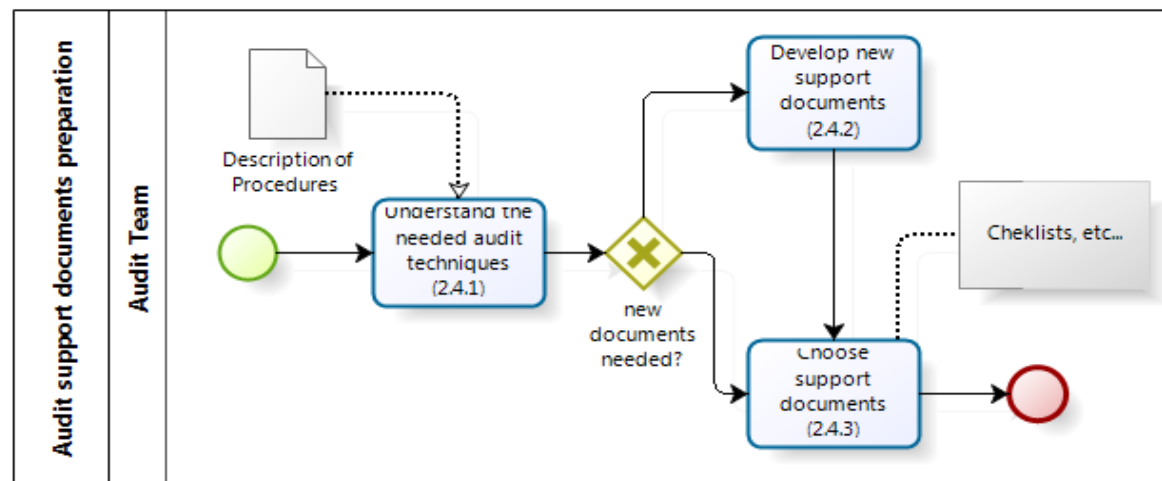 Audit support documents preparation
Audit Team
Description of
Procedures
Understand the
needed audit
techniques
(2.4.1)
new
documents
needed?
Develop new
support
documents
(2.4.2)
Choose
support
documents
(2.4.3)
Cheklists, etc...